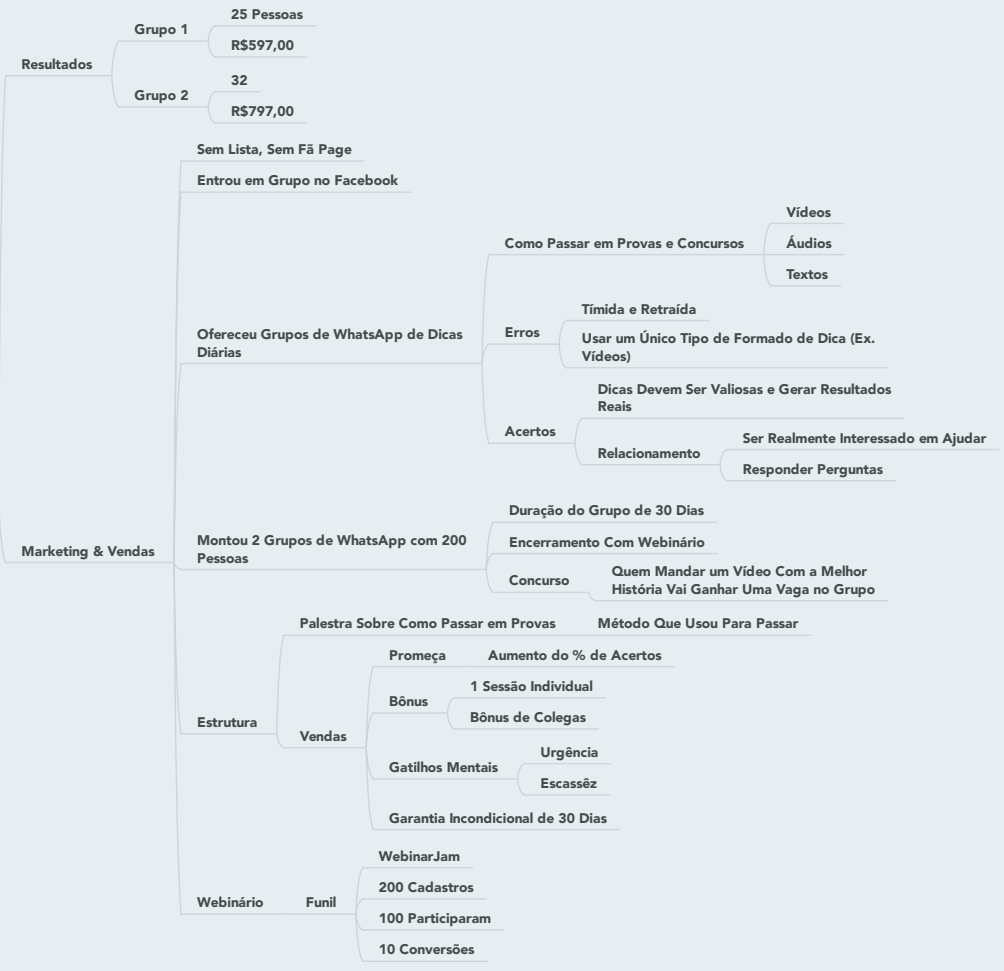 Resultados
Grupo 1
25 Pessoas
R$597,00
Grupo 2
32
R$797,00
Marketing & Vendas
Sem Lista, Sem Fã Page
Entrou em Grupo no Facebook
Ofereceu Grupos de WhatsApp de Dicas
Diárias
Como Passar em Provas e Concursos
Vídeos
Áudios
Textos
Erros
Tímida e Retraída
Usar um Único Tipo de Formado de Dica (Ex.
Vídeos)
Acertos
Dicas Devem Ser Valiosas e Gerar Resultados
Reais
Relacionamento
Ser Realmente Interessado em Ajudar
Responder Perguntas
Montou 2 Grupos de WhatsApp com 200
Pessoas
Duração do Grupo de 30 Dias
Encerramento Com Webinário
Concurso
Quem Mandar um Vídeo Com a Melhor
História Vai Ganhar Uma Vaga no Grupo
Estrutura
Palestra Sobre Como Passar em Provas
Método Que Usou Para Passar
Vendas
Promeça
Aumento do % de Acertos
Bônus
1 Sessão Individual
Bônus de Colegas
Gatilhos Mentais
Urgência
Escassêz
Garantia Incondicional de 30 Dias
Webinário
Funil
WebinarJam
200 Cadastros
100 Participaram
10 Conversões